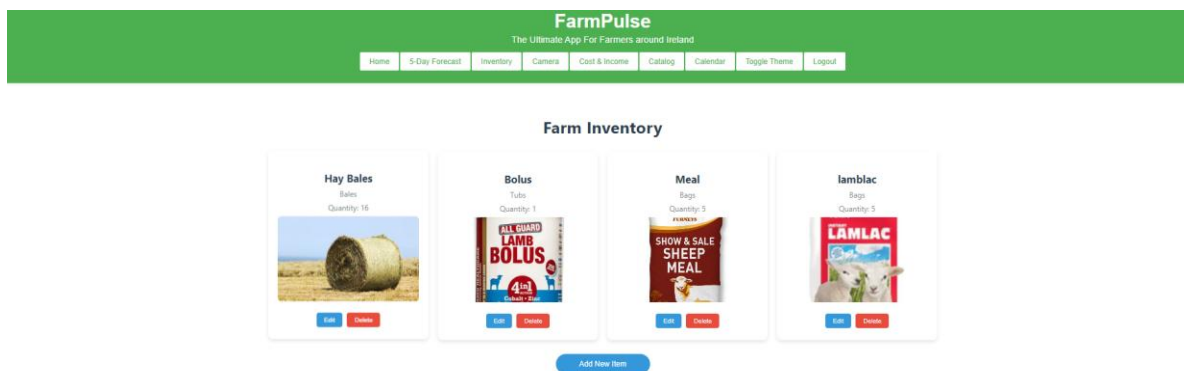 FarmPulse
The Ultimate App For Farmers around Ireland
Home 5-Day Forecast Inventory Camera Cost & Income Catalog Calendar Toggle Theme Logout
Farm Inventory
Hay Bales
Bales
Quantity: 16
Edit Delete
Bolus
Tubs
Quantity: 1
ALL GUARD
LAMB
BOLUS
4in1
Cobalt •
Edit Delete
Meal
Bags
Quantity: 5
SHOW & SALE
SHEEP
MEAL
Edit Delete
lamblac
Bags
Quantity: 5
LAMLAC
Edit Delete
Add New Item